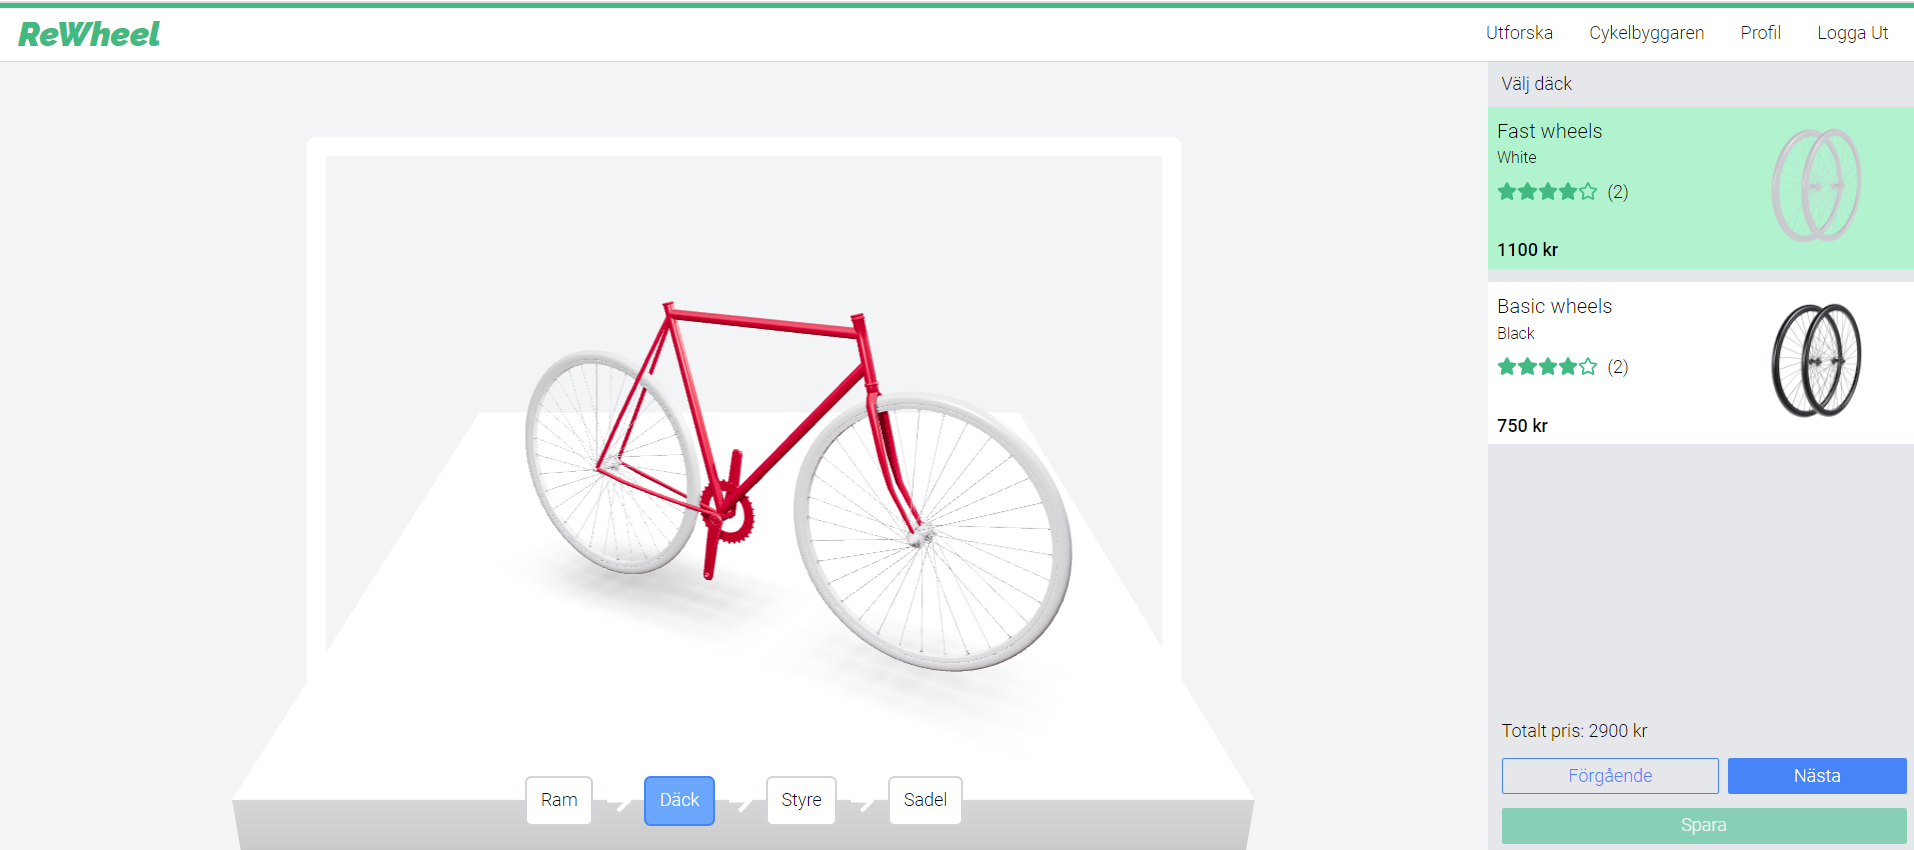 ReWheel
Utforska Cykelbyggaren Profil Logga Ut
Välj däck
Fast wheels
White
(2)
1100 kr
Basic wheels
Black
(2)
750 kr
Totalt pris: 2900 kr
Förgående Nästa
Spara
Ram Däck Styre Sadel